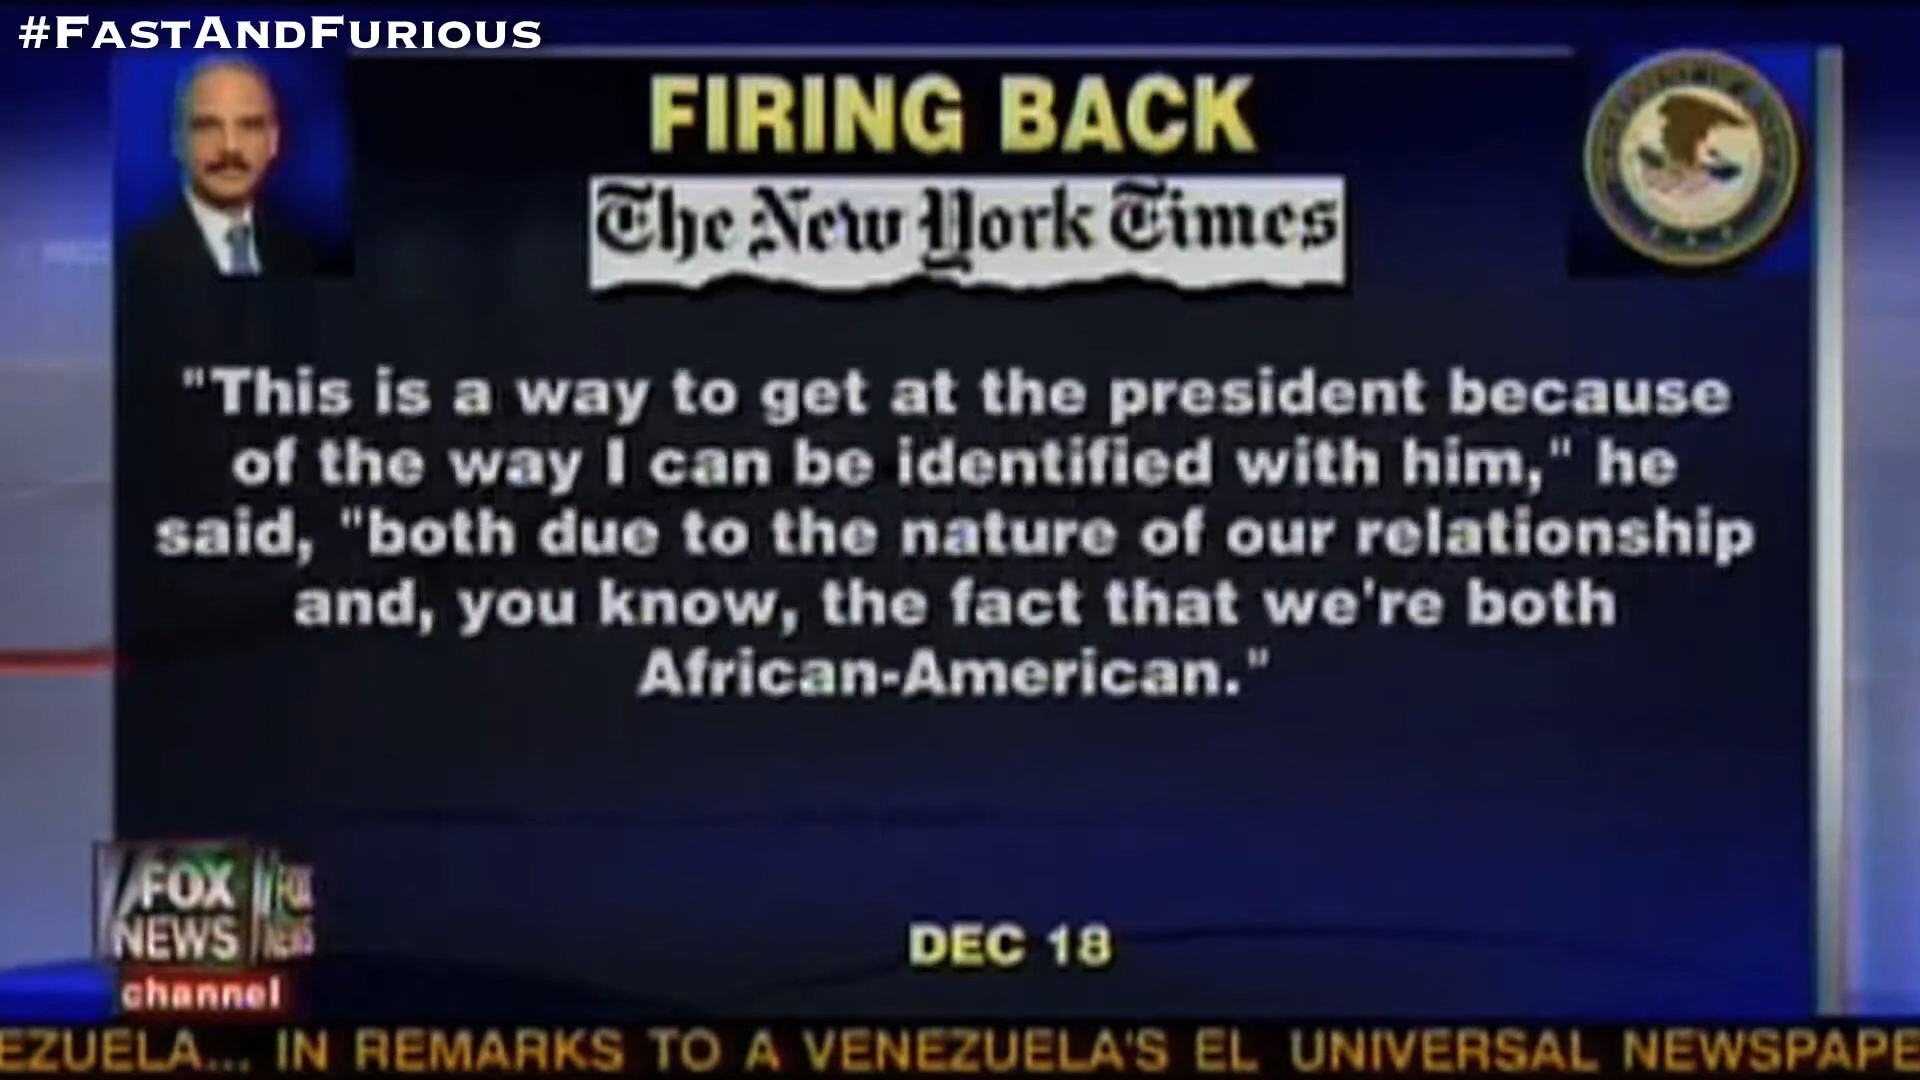 #FASTANDFURIOUS
FIRING BACK
The New York Times
"This is a way to get at the president because
of the way I can be identified with him," he
said, "both due to the nature of our relationship
and, you know, the fact that we're both
African-American."
DEC 18
FOX
NEWS
FOX
NEWS
channel
EZUELA... IN REMARKS TO A VENEZUELA'S EL UNIVERSAL NEWSPAPE